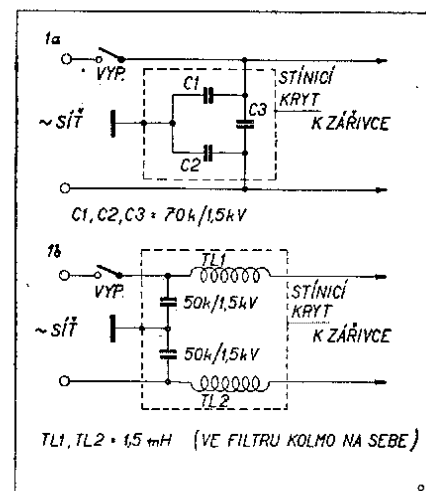 1a
VYP.
C1
STÍNICÍ
KRYT
C3
~ SÍŤ
K ZÁŘIVCE
C2
C1, C2, C3 = 70k/1,5kV
1b
TL1
VYP.
50k/1,5kV
STÍNICÍ
KRYT
~ SÍŤ
K ZÁŘIVCE
50k/1,5kV
TL2
TL1, TL2 = 1,5 mH (VE FILTRU KOLMO NA SEBE)